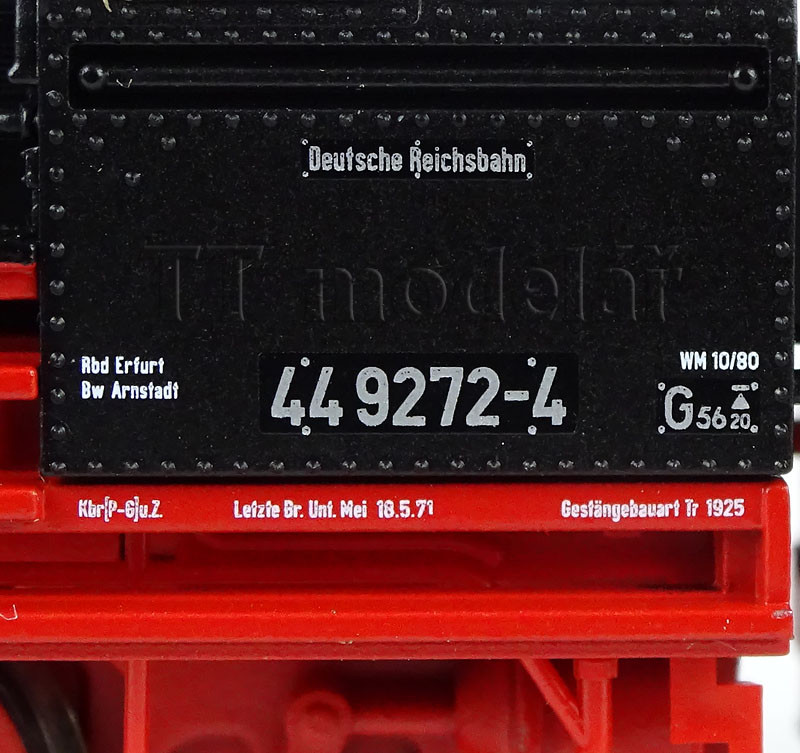 Deutsche Reichsbahn
TT modelář
Rbd Erfurt
Bw Arnstadt
44 9272-4
WM 10/80
G 56 20
Kbr[P-G]u.Z.
Letzte Br. Unt. Mei 18.5.71
Gestängebauart Tr 1925